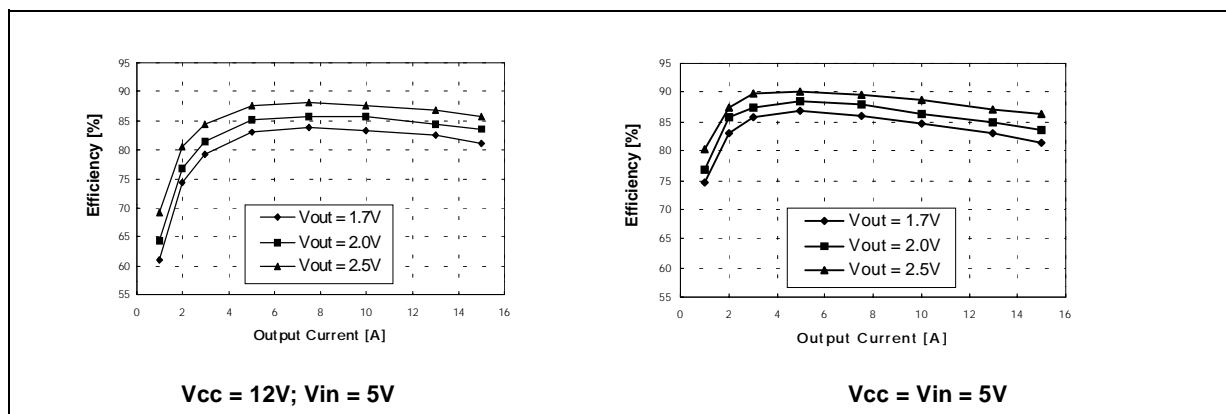 95
90
85
80
75
70
65
60
55
Efficiency [%]
Vout = 1.7V
Vout = 2.0V
Vout = 2.5V
0 2 4 6 8 10 12 14 16
Output Current [A]
Vcc = 12V; Vin = 5V
95
90
85
80
75
70
65
60
55
Efficiency [%]
Vout = 1.7V
Vout = 2.0V
Vout = 2.5V
0 2 4 6 8 10 12 14 16
Output Current [A]
Vcc = Vin = 5V